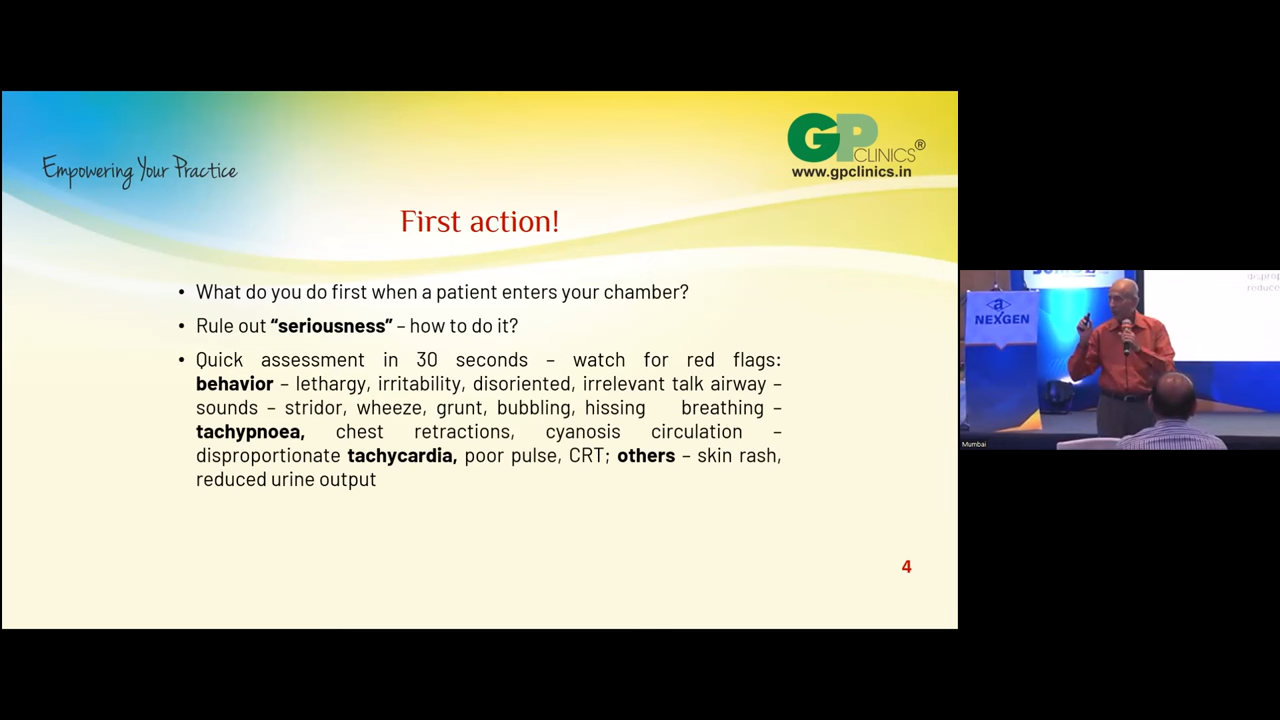 Empowering Your Practice
GP
CLINICS®
www.gpclinics.in
First action!
• What do you do first when a patient enters your chamber?
• Rule out “seriousness” – how to do it?
• Quick assessment in 30 seconds – watch for red flags:
behavior – lethargy, irritability, disoriented, irrelevant talk airway –
sounds – stridor, wheeze, grunt, bubbling, hissing breathing –
tachypnoea, chest retractions, cyanosis circulation –
disproportionate tachycardia, poor pulse, CRT; others – skin rash,
reduced urine output
4
a
NEXGEN
reduce
Mumbai